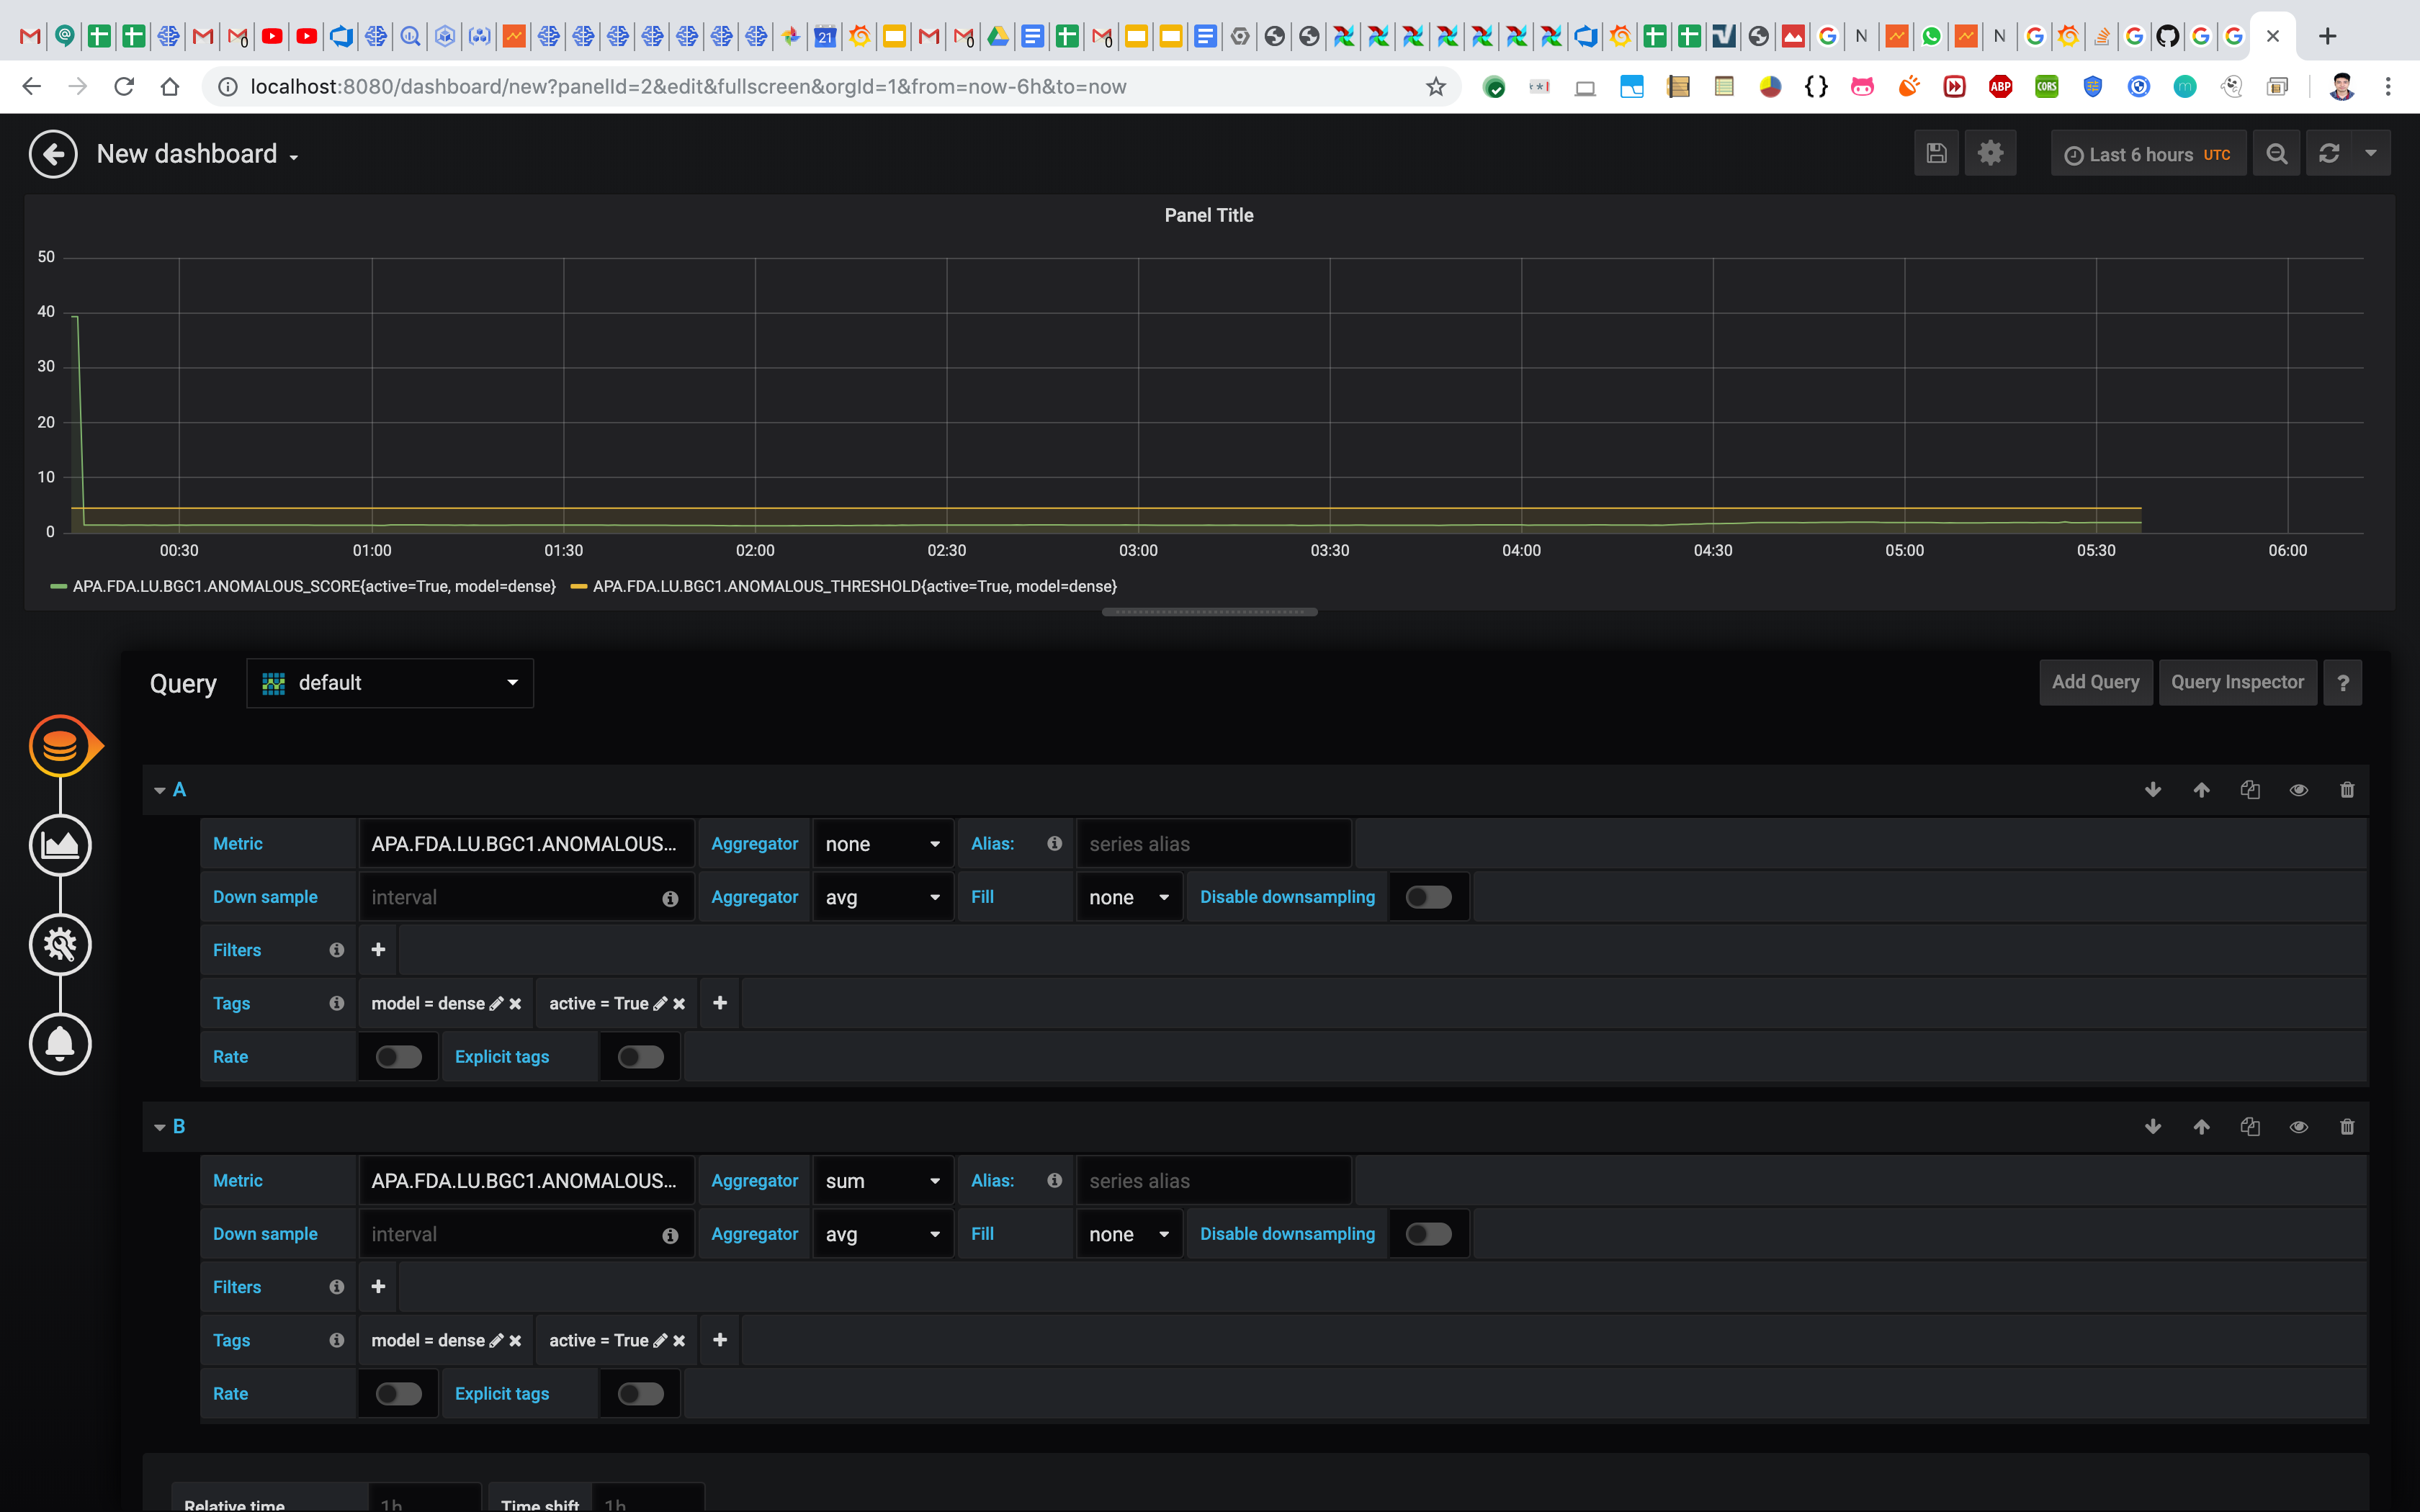 21 N N
localhost:8080/dashboard/new?panelId=2&edit&fullscreen&orgId=1&from=now-6h&to=now
**! {} ABP CORS m
New dashboard
Last 6 hours UTC
Panel Title
50
40
30
20
10
0
00:30 01:00 01:30 02:00 02:30 03:00 03:30 04:00 04:30 05:00 05:30 06:00
APA.FDA.LU.BGC1.ANOMALOUS_SCORE{active=True, model=dense} APA.FDA.LU.BGC1.ANOMALOUS_THRESHOLD{active=True, model=dense}
Query default Add Query Query Inspector ?
A
Metric APA.FDA.LU.BGC1.ANOMALOUS... Aggregator none Alias: series alias
Down sample interval Aggregator avg Fill none Disable downsampling
Filters
Tags model = dense active = True
Rate Explicit tags
B
Metric APA.FDA.LU.BGC1.ANOMALOUS... Aggregator sum Alias: series alias
Down sample interval Aggregator avg Fill none Disable downsampling
Filters
Tags model = dense active = True
Rate Explicit tags
Relative time 1h Time shift 1h